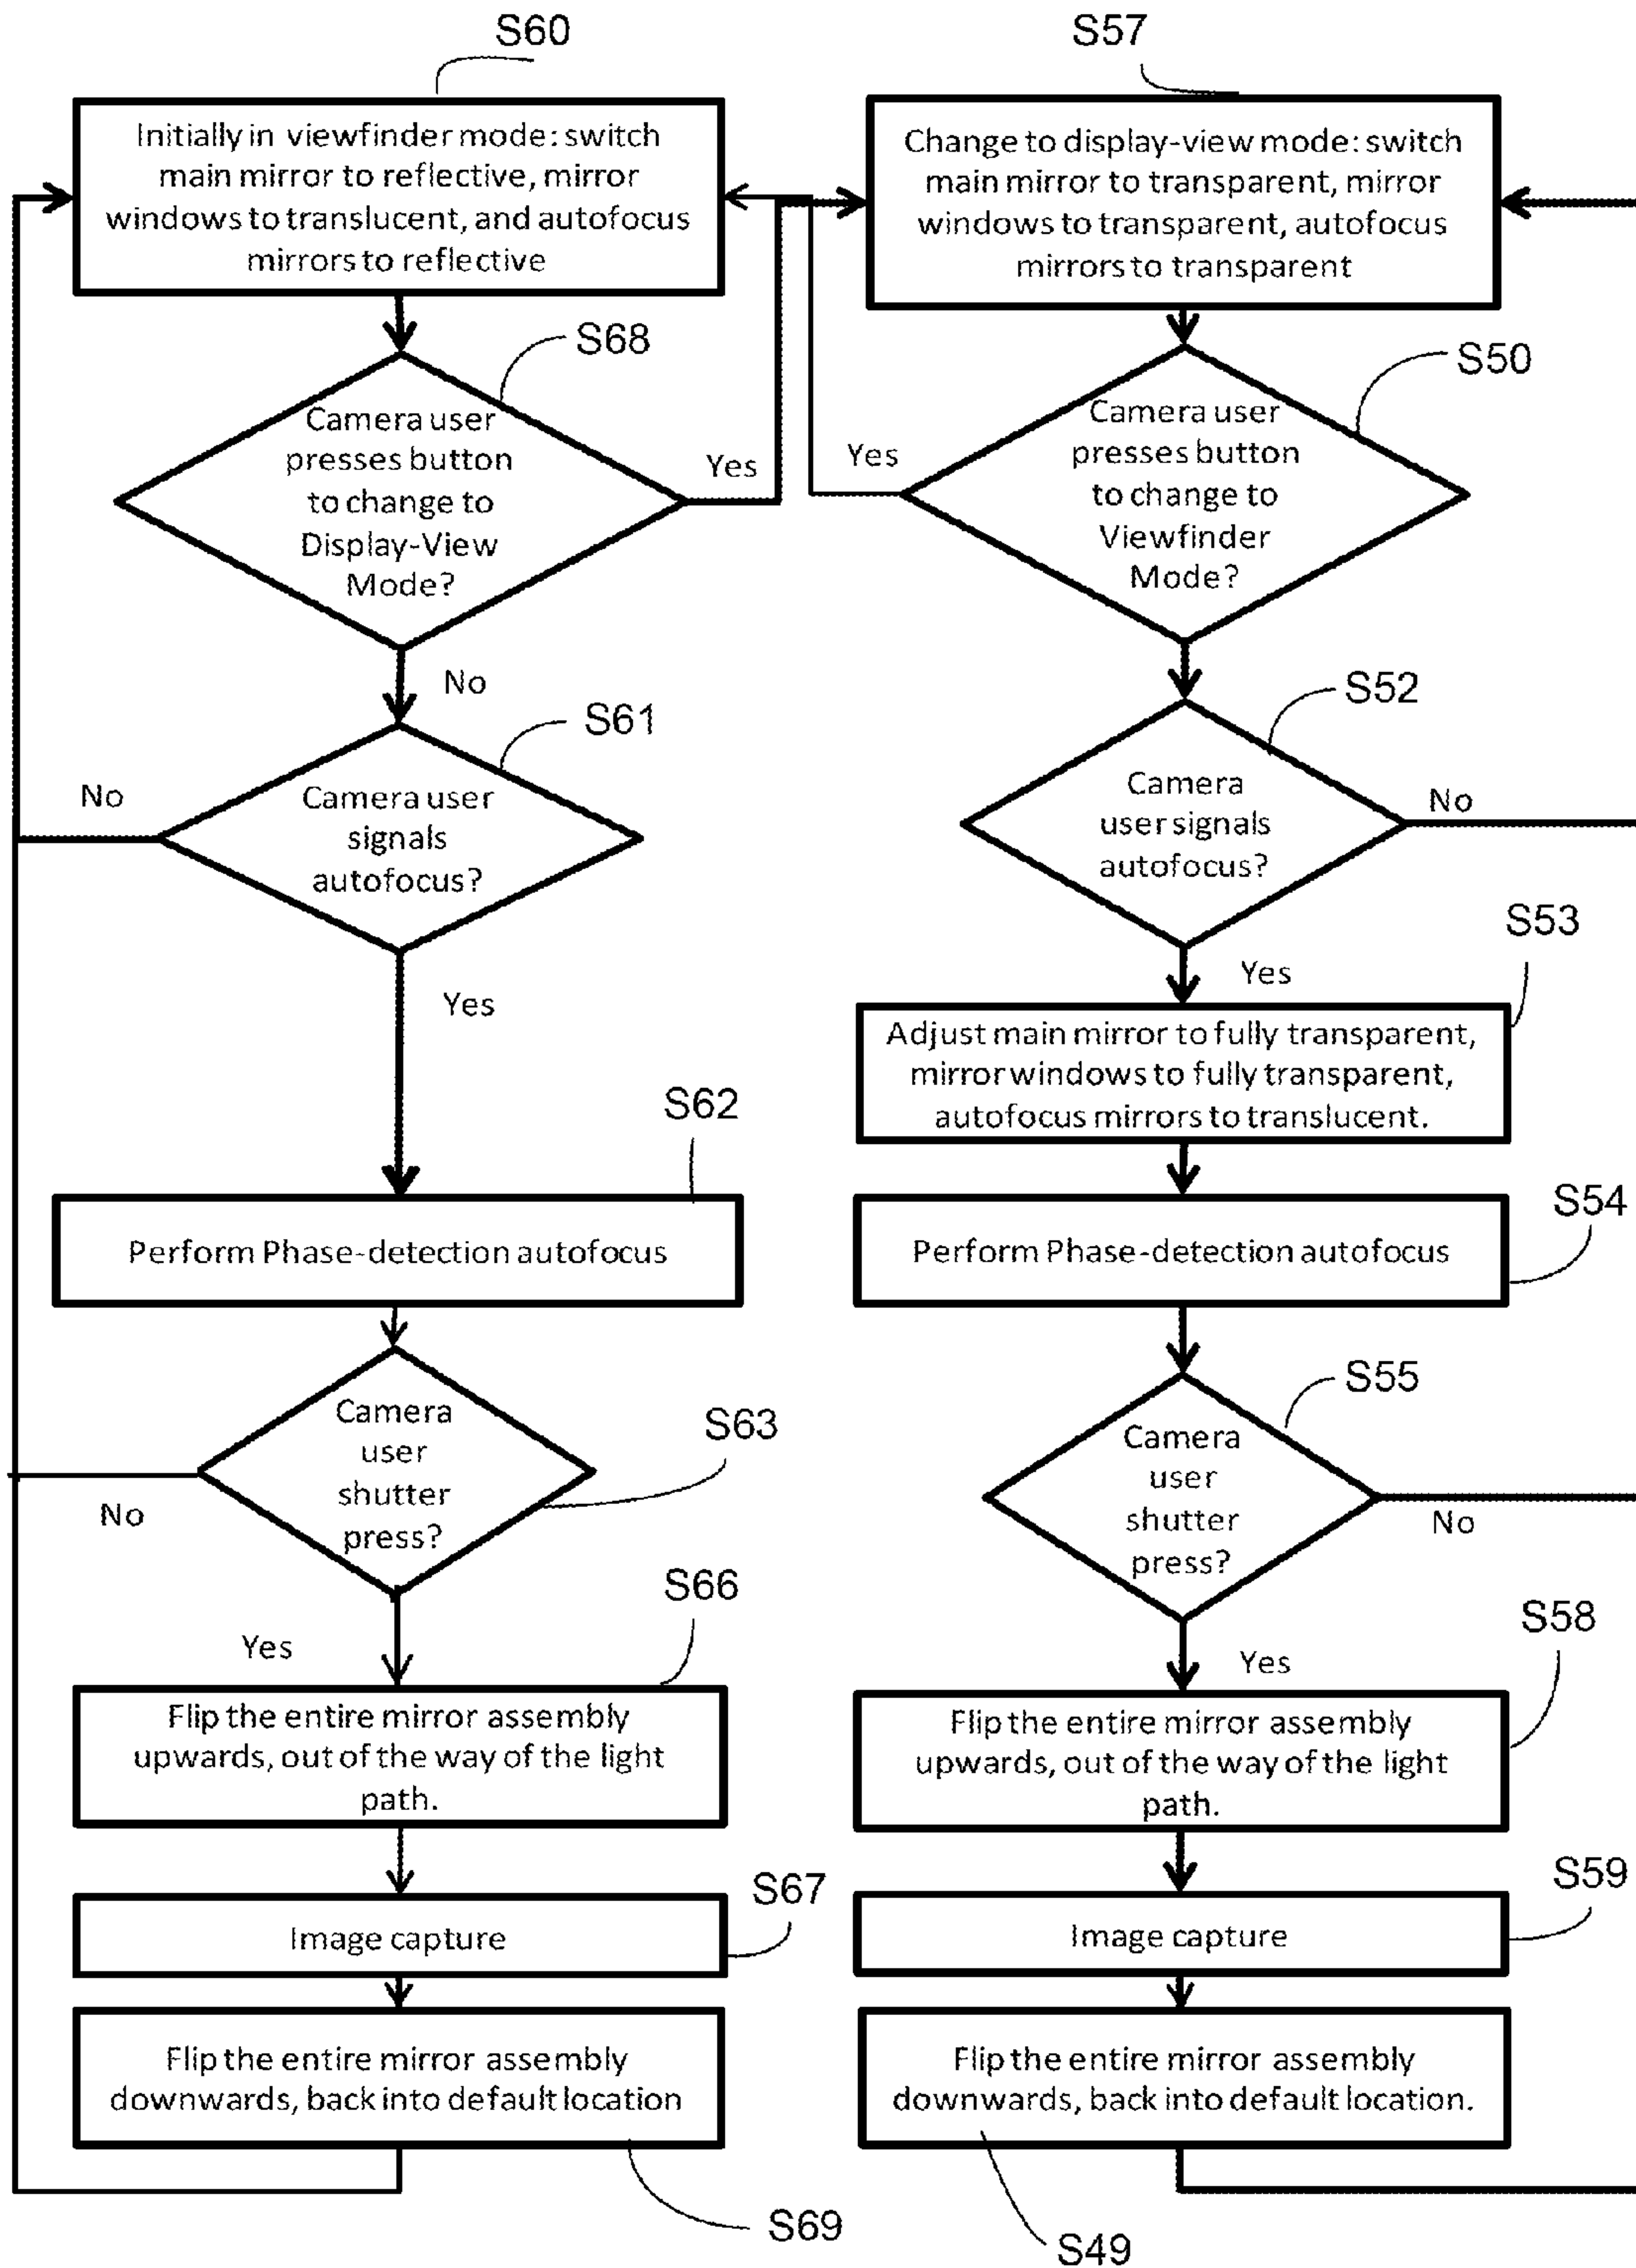 S60
Initially in viewfinder mode: switch
main mirror to reflective, mirror
windows to translucent, and autofocus
mirrors to reflective
S68
Camera user
presses button
to change to
Display-View
Mode?
Yes
No
S61
Camera user
signals
autofocus?
No
Yes
S62
Perform Phase-detection autofocus
Camera
user
shutter
press?
S63
No
Yes
S66
Flip the entire mirror assembly
upwards, out of the way of the light
path.
S67
Image capture
Flip the entire mirror assembly
downwards, back into default location
S69
S57
Change to display-view mode: switch
main mirror to transparent, mirror
windows to transparent, autofocus
mirrors to transparent
S50
Camera user
presses button
to change to
Viewfinder
Mode?
Yes
S52
Camera
user signals
autofocus?
No
Yes
S53
Adjust main mirror to fully transparent,
mirror windows to fully transparent,
autofocus mirrors to translucent.
S54
Perform Phase-detection autofocus
S55
Camera
user
shutter
press?
No
Yes
S58
Flip the entire mirror assembly
upwards, out of the way of the light
path.
S59
Image capture
Flip the entire mirror assembly
downwards, back into default location.
S49